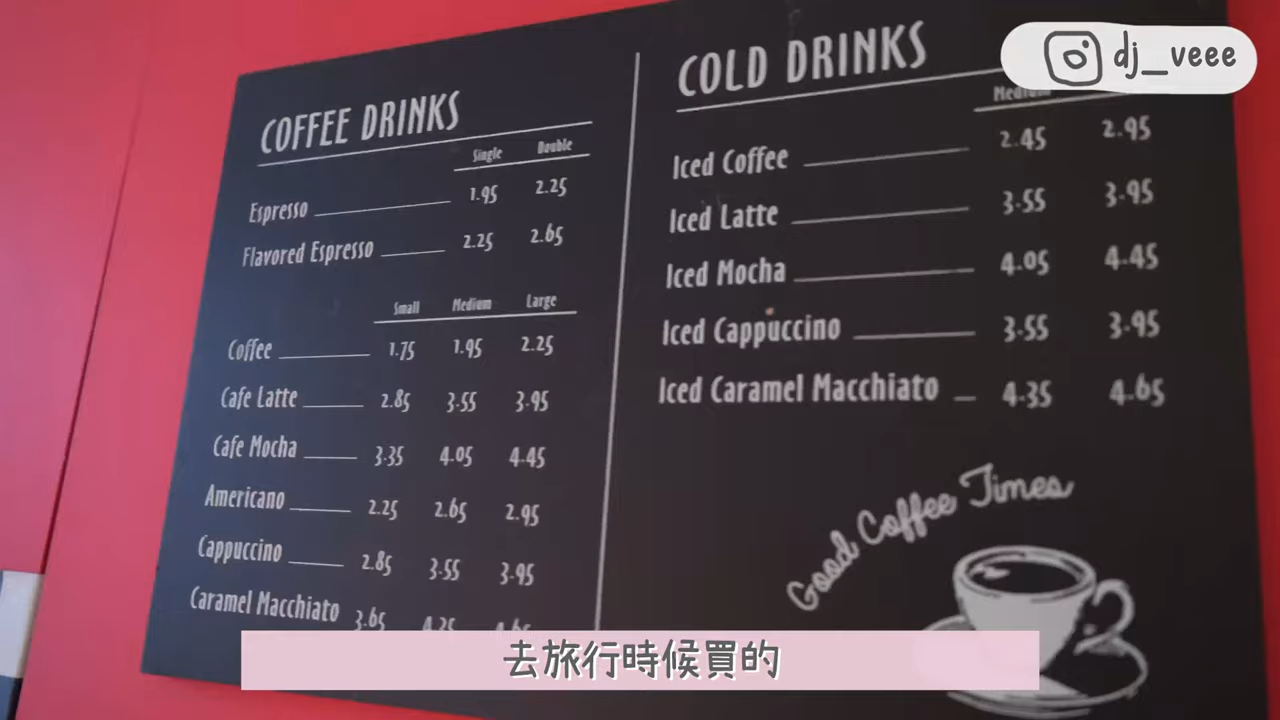 dj_veee
COFFEE DRINKS
Single Double
Espresso 1.95 2.25
Flavored Espresso 2.25 2.65
Small Medium Large
Coffee 1.75 1.95 2.25
Cafe Latte 2.85 3.55 3.95
Cafe Mocha 3.35 4.05 4.45
Americano 2.25 2.65 2.95
Cappuccino 2.85 3.55 3.95
Caramel Macchiato 3.65
COLD DRINKS
Medium
Iced Coffee 2.45 2.95
Iced Latte 3.55 3.95
Iced Mocha 4.05 4.45
Iced Cappuccino 3.55 3.95
Iced Caramel Macchiato 4.35 4.65
Good Coffee Times
去旅行時候買的